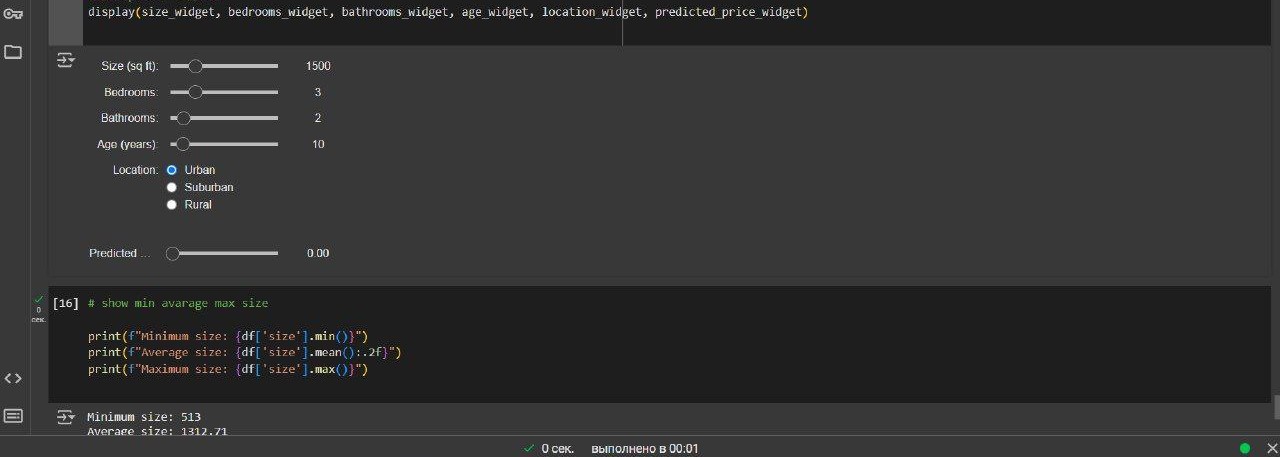 display(size_widget, bedrooms_widget, bathrooms_widget, age_widget, location_widget, predicted_price_widget)
Size (sq ft): 1500
Bedrooms: 3
Bathrooms: 2
Age (years): 10
Location: Urban
Suburban
Rural
Predicted ... 0.00
[16] # show min avarage max size
0
сек.
print(f"Minimum size: {df['size'].min()}")
print(f"Average size: {df['size'].mean():.2f}")
print(f"Maximum size: {df['size'].max()}")
Minimum size: 513
Average size: 1312.71
0 сек. выполнено в 00:01